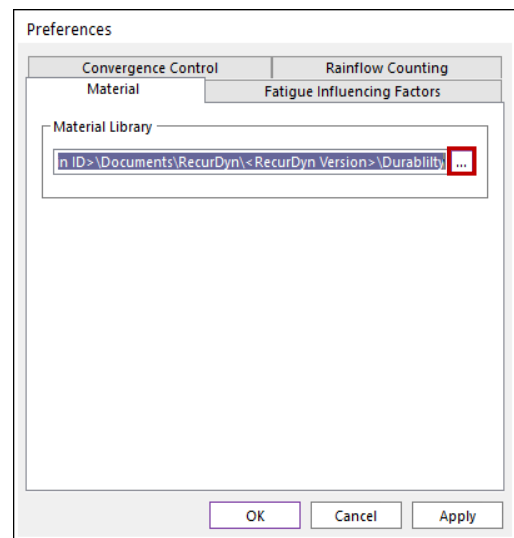 Preferences
Convergence Control
Rainflow Counting
Material
Fatigue Influencing Factors
Material Library
n ID>\Documents\RecurDyn\<RecurDyn Version>\Durablilty
...
OK
Cancel
Apply